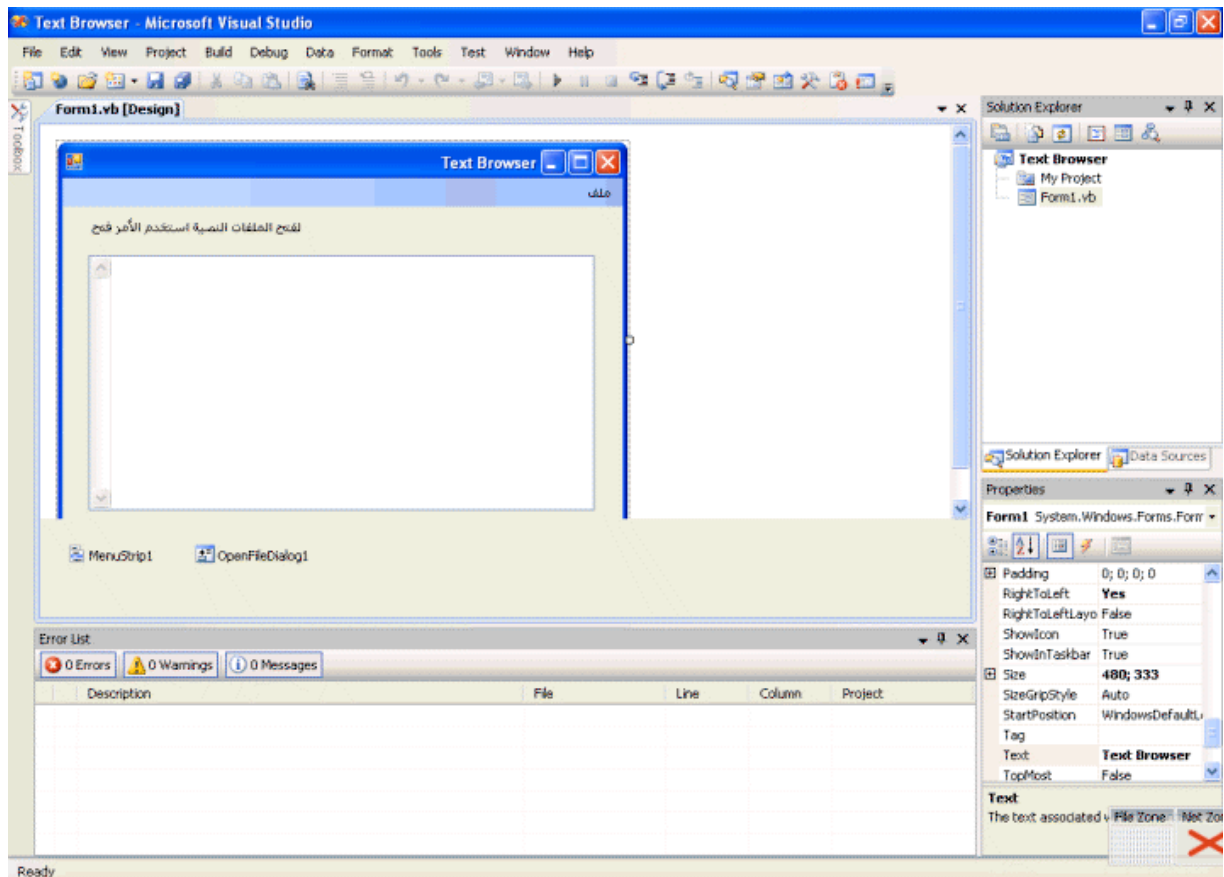 Text Browser - Microsoft Visual Studio
File Edit View Project Build Debug Data Format Tools Test Window Help
Toolbox
Form1.vb [Design]
Text Browser
ملف
لفتح الملفات النصية استخدم الأمر فتح
MenuStrip1 OpenFileDialog1
Error List
0 Errors 0 Warnings 0 Messages
Description File Line Column Project
Solution Explorer
Text Browser
My Project
Form1.vb
Solution Explorer Data Sources
Properties
Form1 System.Windows.Forms.Form
Padding 0; 0; 0; 0
RightToLeft Yes
RightToLeftLayo False
ShowIcon True
ShowInTaskbar True
Size 480; 333
SizeGripStyle Auto
StartPosition WindowsDefaultL
Tag
Text Text Browser
TopMost False
Text
The text associated File Zone Net Zo
Ready